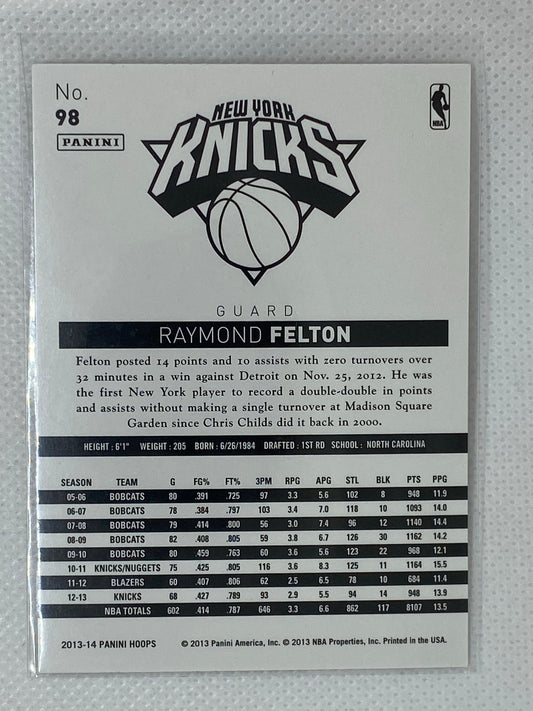 No.
98
PANINI
NEW YORK
KNICKS
NBA
GUARD
RAYMOND FELTON
Felton posted 14 points and 10 assists with zero turnovers over
32 minutes in a win against Detroit on Nov. 25, 2012. He was
the first New York player to record a double-double in points
and assists without making a single turnover at Madison Square
Garden since Chris Childs did it back in 2000.
HEIGHT: 6'1" WEIGHT: 205 BORN: 6/26/1984 DRAFTED: 1ST RD SCHOOL: NORTH CAROLINA
SEASON TEAM G FG% FT% 3PM RPG APG STL BLK PTS PPG
05-06 BOBCATS 80 .391 .725 97 3.3 5.6 102 8 948 11.9
06-07 BOBCATS 78 .384 .797 103 3.4 7.0 118 10 1093 14.0
07-08 BOBCATS 79 .414 .800 56 3.0 7.4 96 12 1140 14.4
08-09 BOBCATS 82 .408 .805 59 3.8 6.7 126 30 1162 14.2
09-10 BOBCATS 80 .459 .763 60 3.6 5.6 123 22 968 12.1
10-11 KNICKS/NUGGETS 75 .425 .805 116 3.6 8.3 125 11 1164 15.5
11-12 BLAZERS 60 .407 .806 62 2.5 6.5 78 10 684 11.4
12-13 KNICKS 68 .427 .789 93 2.9 5.5 94 14 948 13.9
NBA TOTALS 602 .414 .787 646 3.3 6.6 862 117 8107 13.5
2013-14 PANINI HOOPS © 2013 Panini America, Inc. © 2013 NBA Properties, Inc. Printed in the USA.